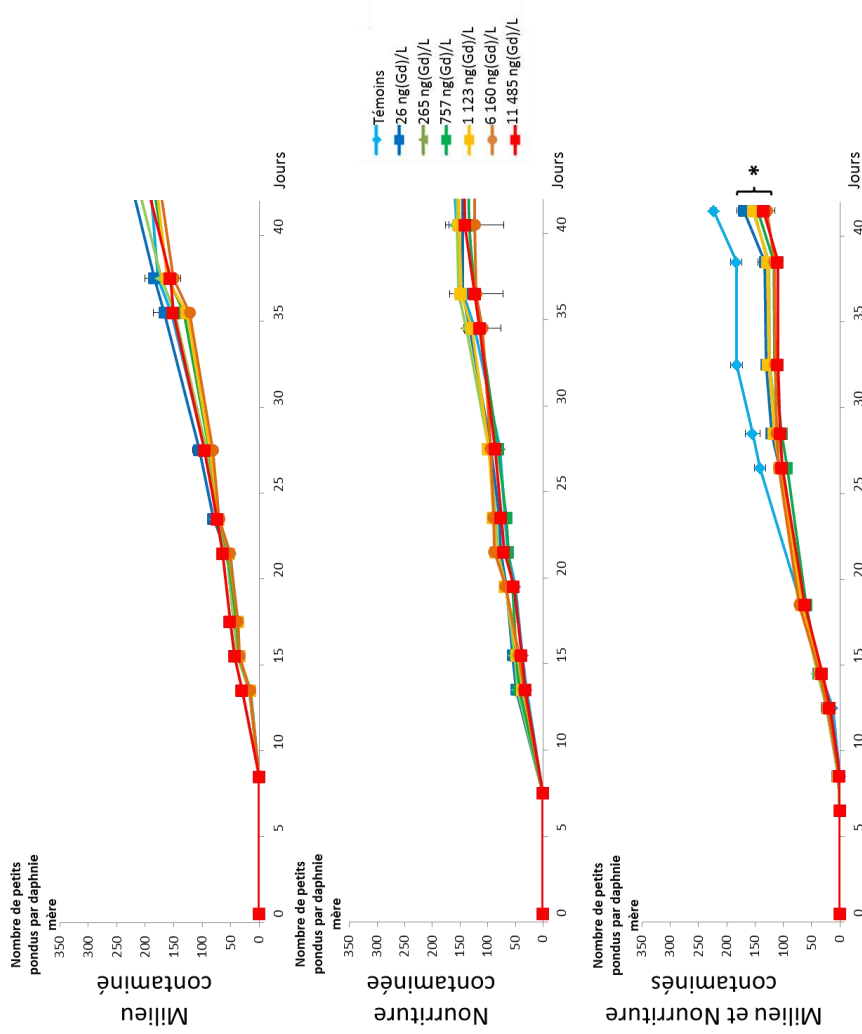 Milieu
contaminé
Nombre de petits
pondus par daphnie
mère
350
300
250
200
150
100
50
0
0
5
10
15
20
25
30
35
40
Jours
Nourriture
contaminée
Nombre de petits
pondus par daphnie
mère
350
300
250
200
150
100
50
0
0
5
10
15
20
25
30
35
40
Jours
Témoins
26 ng(Gd)/L
265 ng(Gd)/L
757 ng(Gd)/L
1 123 ng(Gd)/L
6 160 ng(Gd)/L
11 485 ng(Gd)/L
Milieu et Nourriture
contaminés
Nombre de petits
pondus par daphnie
mère
350
300
250
200
150
100
50
0
0
5
10
15
20
25
30
35
40
Jours
*